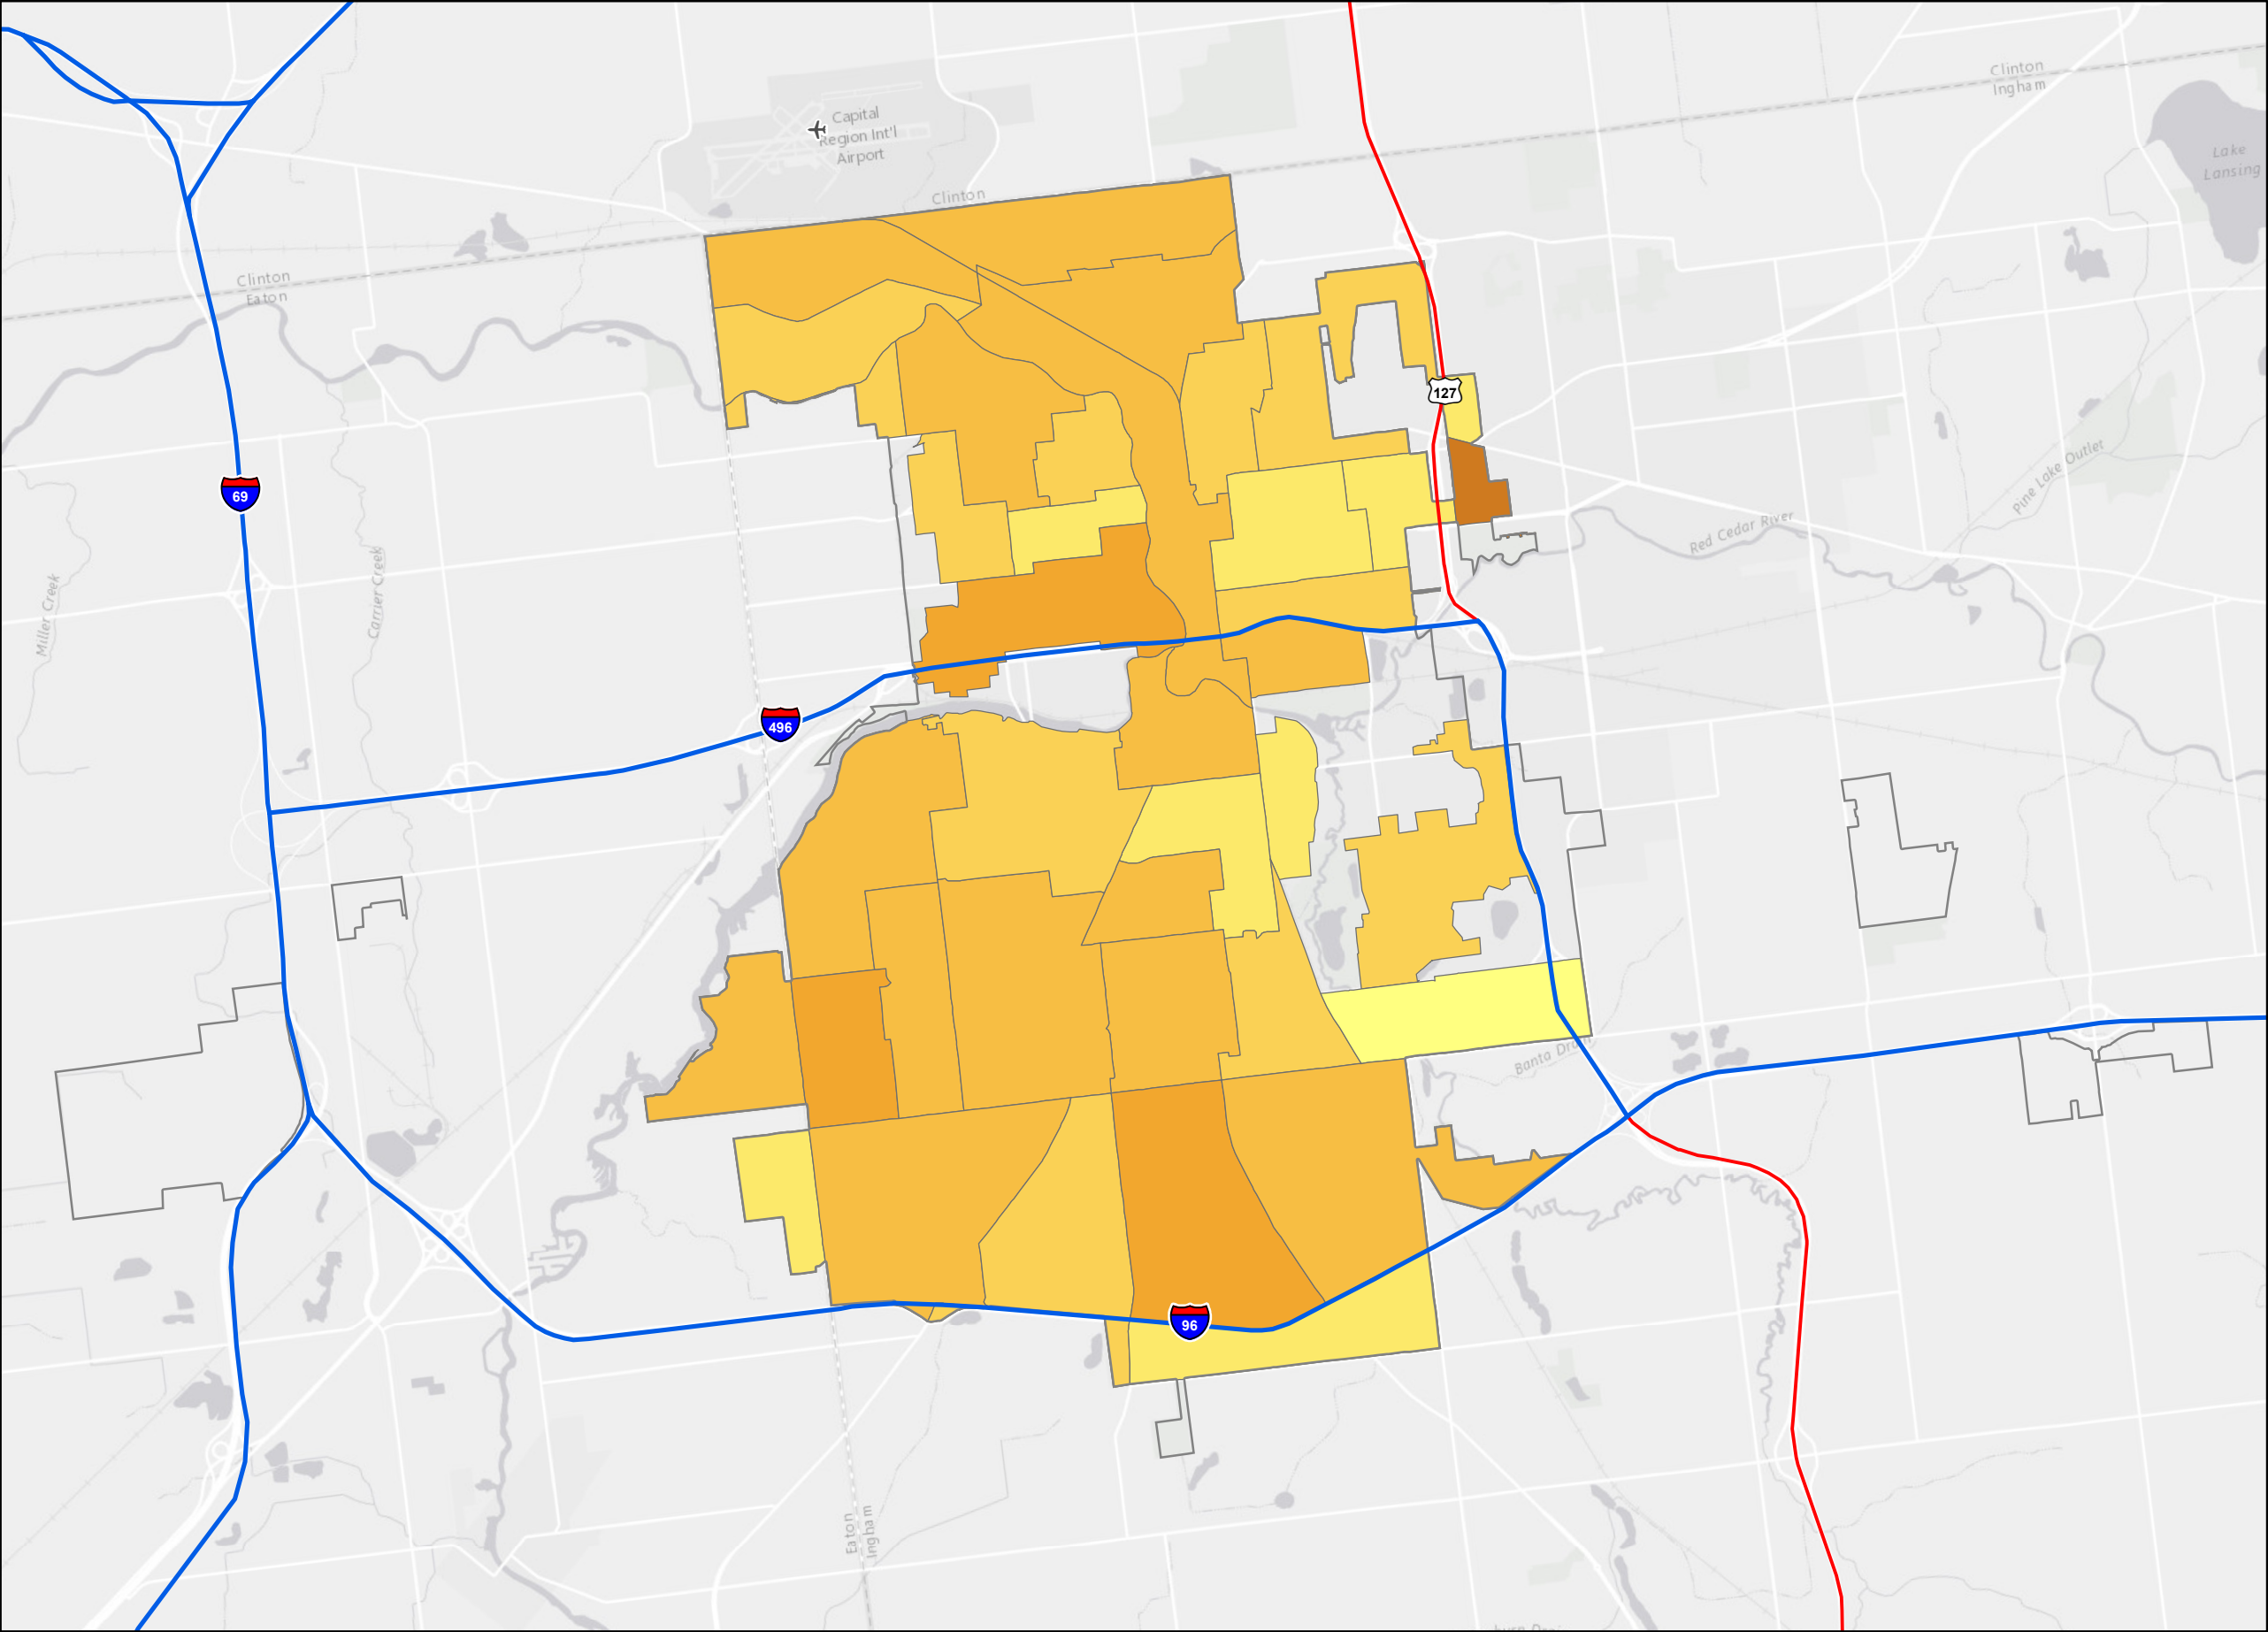 Clinton
Ingham
Capital
Region Int'l
Airport
Lake
Lansing
Clinton
Clinton
Eaton
127
69
Pine Lake Outlet
Red Cedar River
Miller Creek
Carrier Creek
496
Banta Drain
96
Eaton
Ingham